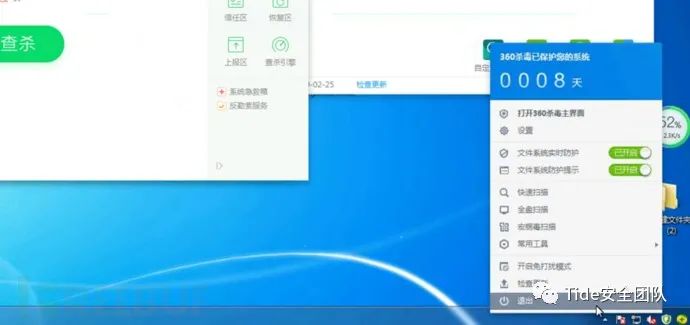 查杀
信任区
恢复区
上报区
查杀引擎
系统急救箱
反勒索服务
自定
-02-25
检查更新
360杀毒已保护您的系统
0008 天
打开360杀毒主界面
设置
文件系统实时防护
已开启
文件系统防护提示
已开启
快速扫描
全盘扫描
宏病毒扫描
常用工具
开启免打扰模式
检查更新
退出
Tide安全团队
52%
建文件夹
(2)